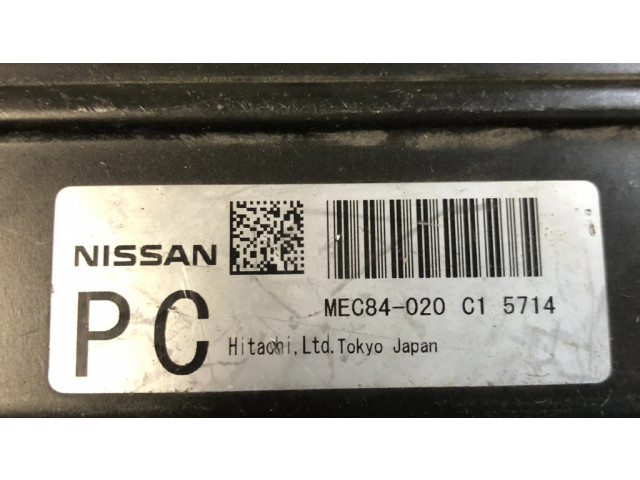 NISSAN
MEC84-020 C1 5714
PC
Hitachi,Ltd.Tokyo Japan